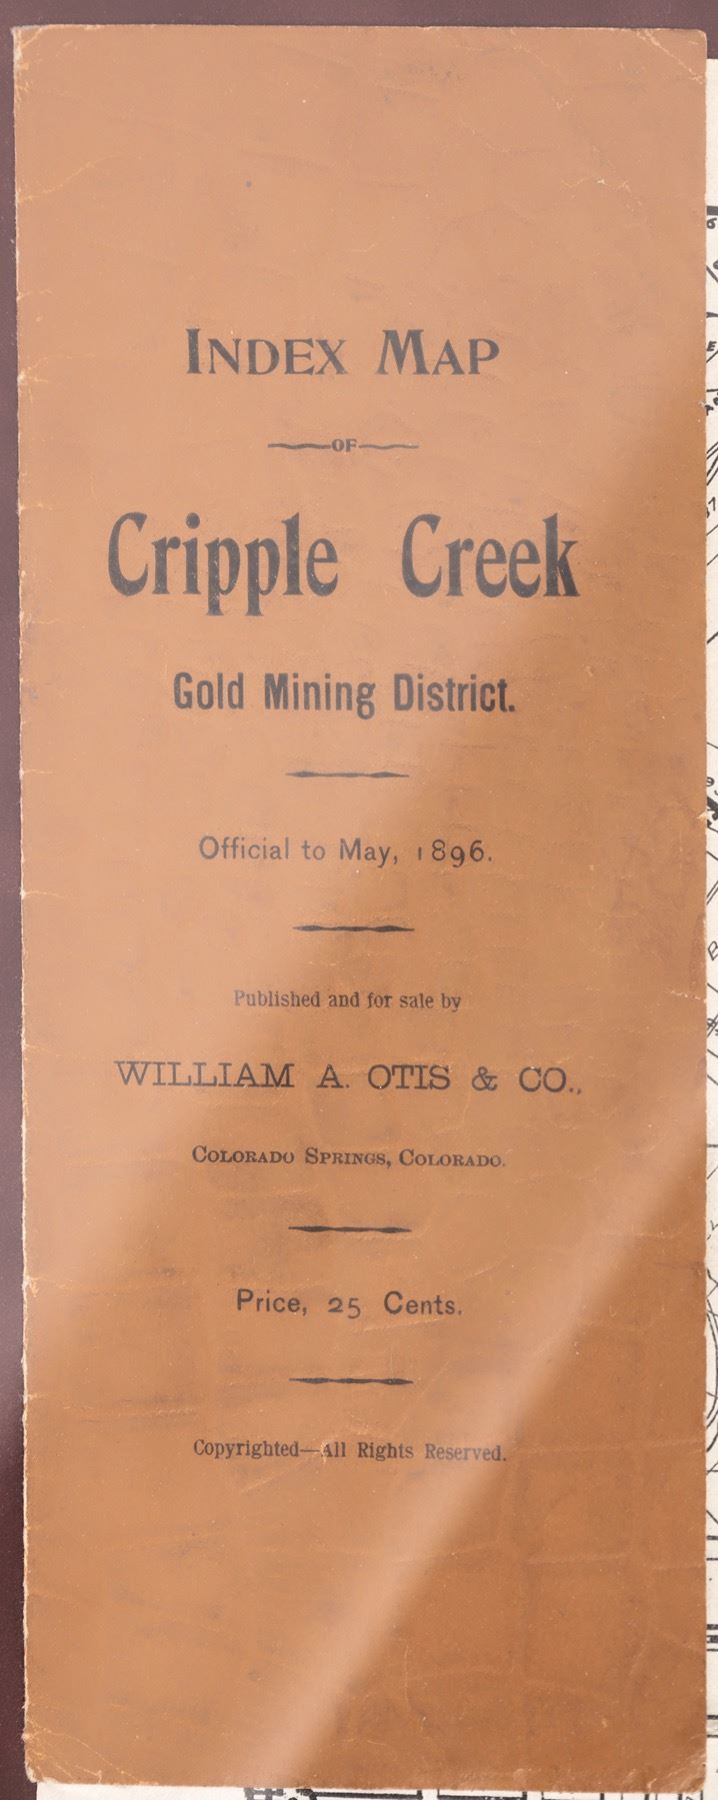 INDEX MAP
OF
Cripple Creek
Gold Mining District.
Official to May, 1896.
Published and for sale by
WILLIAM A. OTIS & CO.,
COLORADO SPRINGS, COLORADO.
Price, 25 Cents.
Copyrighted—All Rights Reserved.